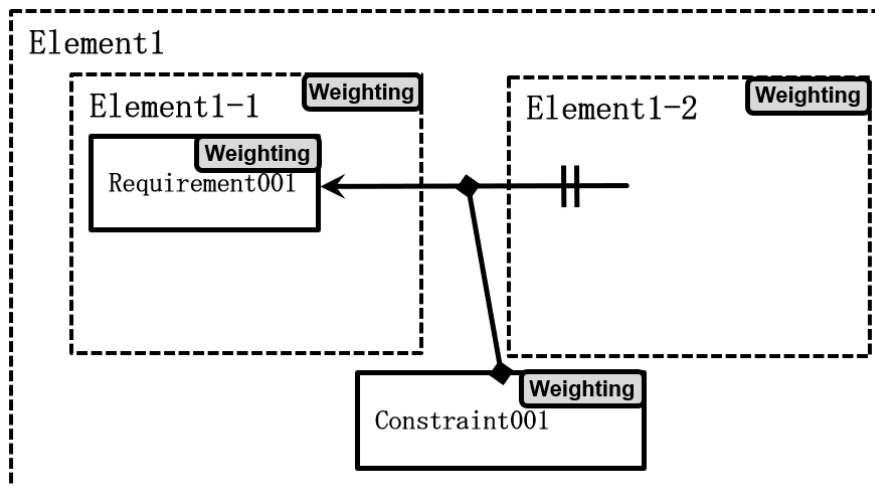 Element1
Weighting
Element1-1
Weighting
Element1-2
Weighting
Requirement001
Weighting
Constraint001